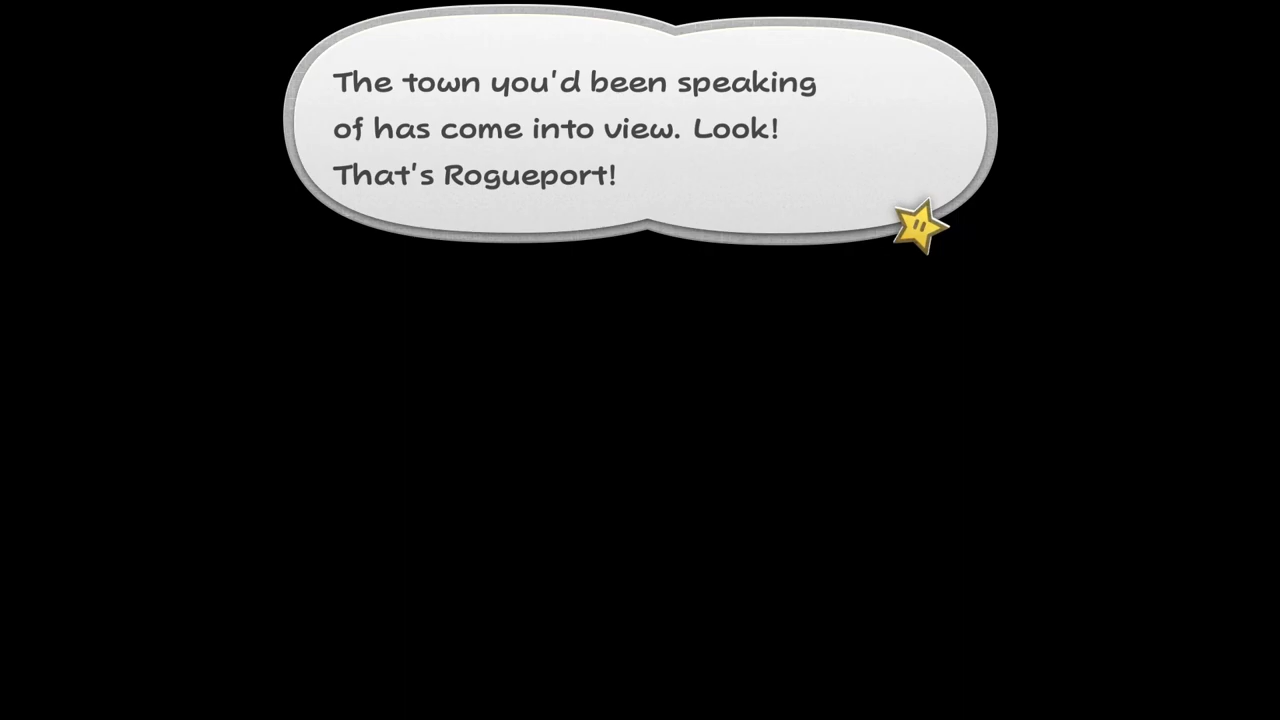 The town you'd been speaking
of has come into view. Look!
That's Rogueport!